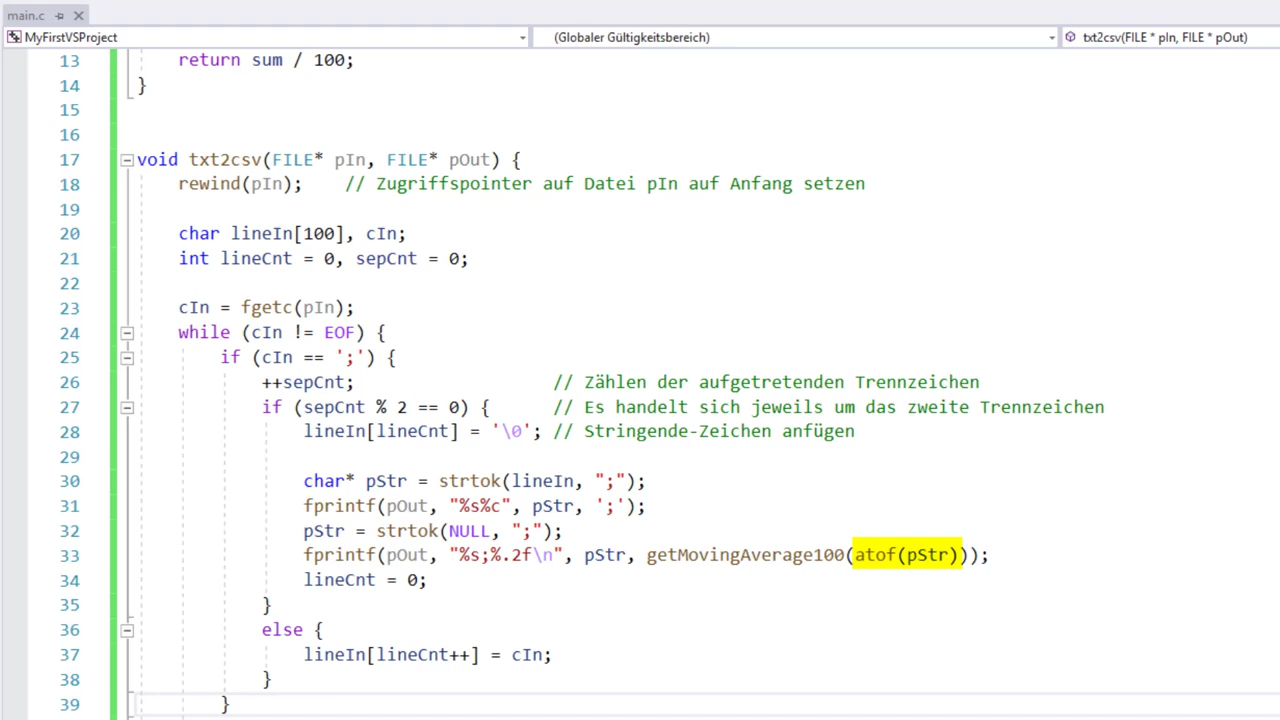 main.c
MyFirstVSProject (Globaler Gültigkeitsbereich) txt2csv(FILE * pIn, FILE * pOut)
13 return sum / 100;
14 }
15
16
17 void txt2csv(FILE* pIn, FILE* pOut) {
18 rewind(pIn); // Zugriffspointer auf Datei pIn auf Anfang setzen
19
20 char lineIn[100], cIn;
21 int lineCnt = 0, sepCnt = 0;
22
23 cIn = fgetc(pIn);
24 while (cIn != EOF) {
25 if (cIn == ';') {
26 ++sepCnt; // Zählen der aufgetretenden Trennzeichen
27 if (sepCnt % 2 == 0) { // Es handelt sich jeweils um das zweite Trennzeichen
28 lineIn[lineCnt] = '\0'; // Stringende-Zeichen anfügen
29
30 char* pStr = strtok(lineIn, ";");
31 fprintf(pOut, "%s%c", pStr, ';');
32 pStr = strtok(NULL, ";");
33 fprintf(pOut, "%s;%.2f\n", pStr, getMovingAverage100(atof(pStr)));
34 lineCnt = 0;
35 }
36 else {
37 lineIn[lineCnt++] = cIn;
38 }
39 }